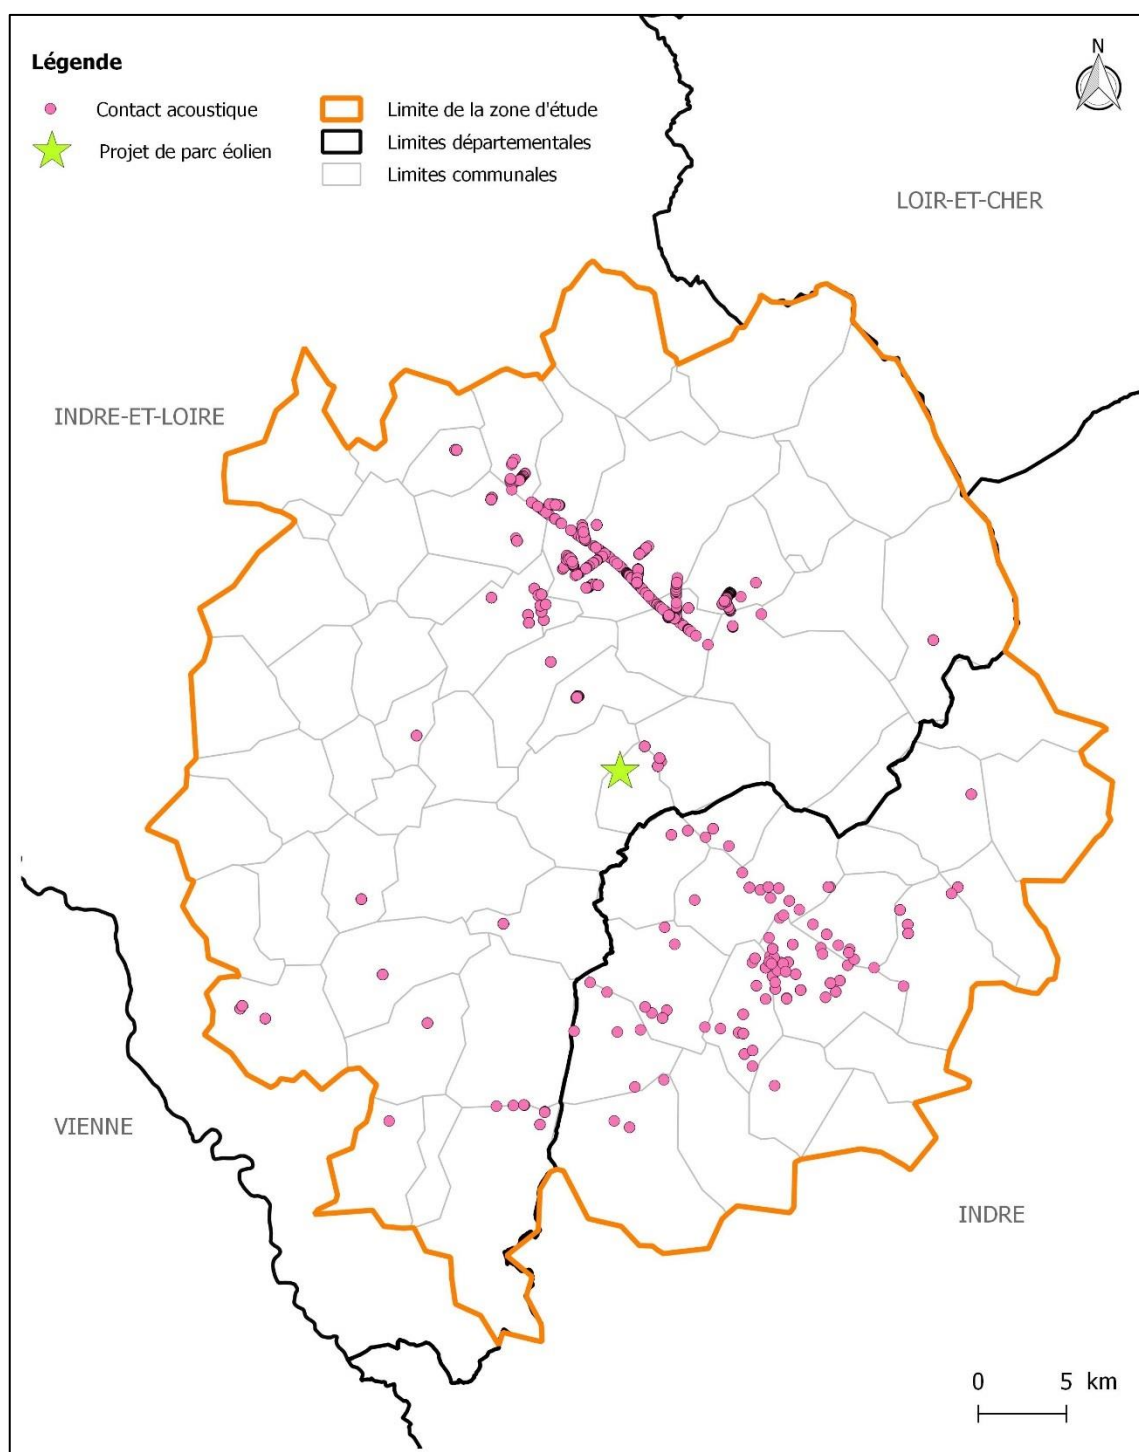 Légende
Contact acoustique
Projet de parc éolien
Limite de la zone d'étude
Limites départementales
Limites communales
N
LOIR-ET-CHER
INDRE-ET-LOIRE
VIENNE
INDRE
0 5 km